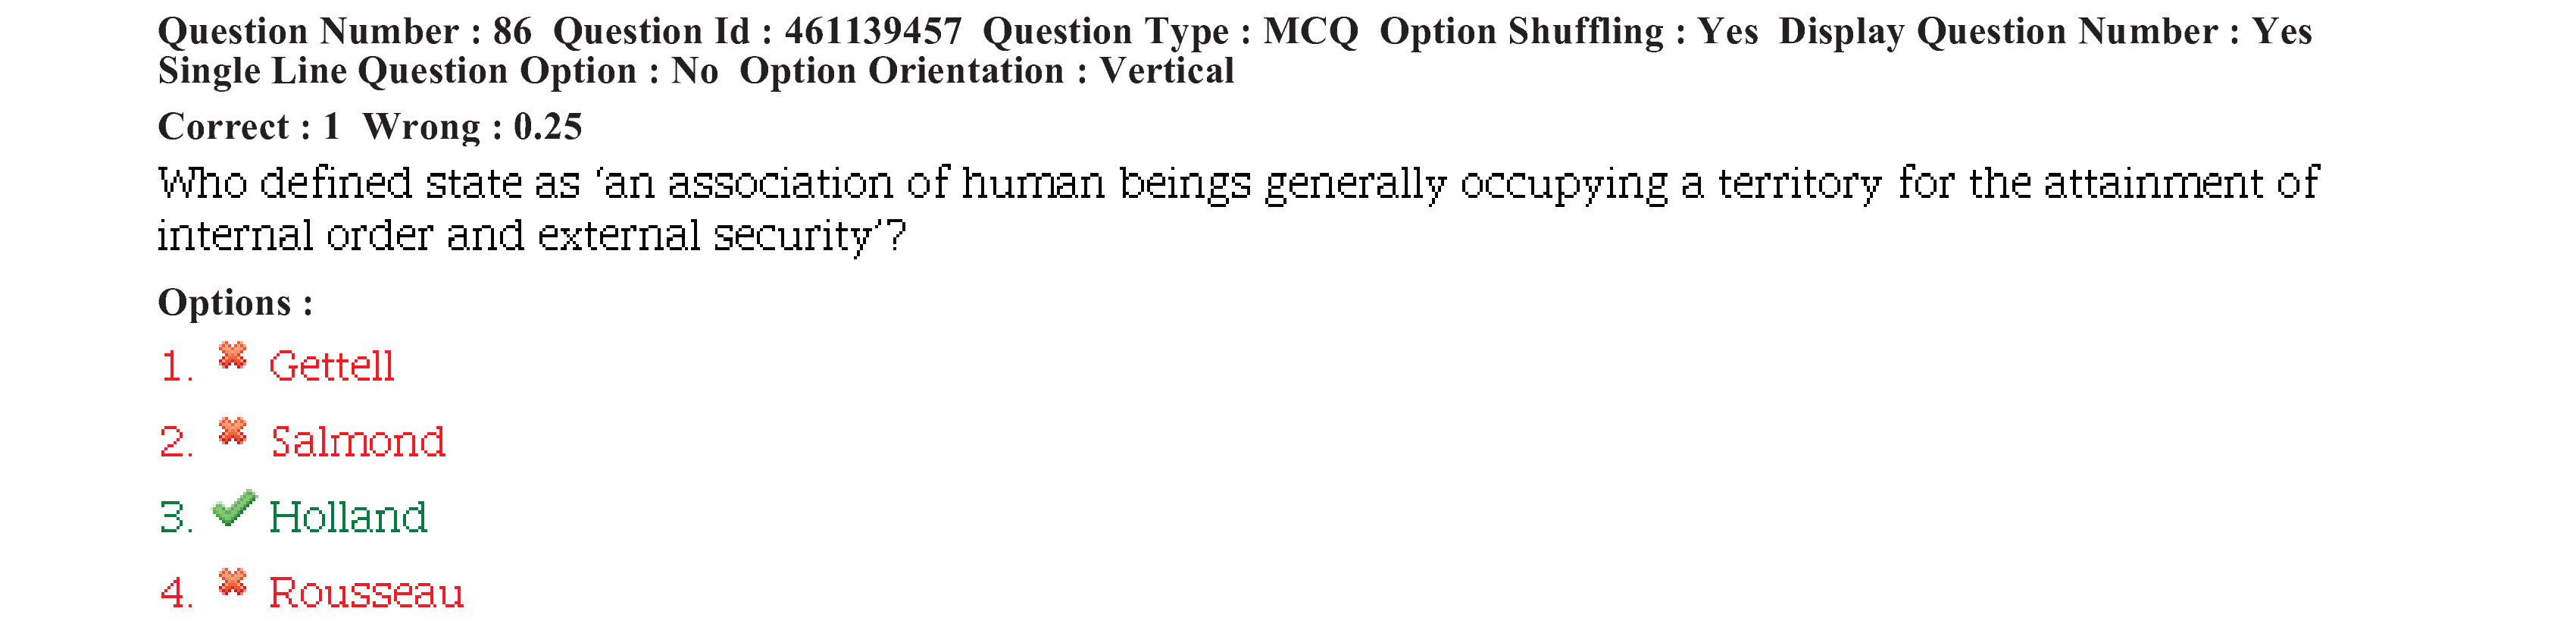 Question Number : 86 Question Id : 461139457 Question Type : MCQ Option Shuffling : Yes Display Question Number : Yes
Single Line Question Option : No Option Orientation : Vertical
Correct : 1 Wrong : 0.25
Who defined state as ‘an association of human beings generally occupying a territory for the attainment of
internal order and external security’?
Options :
1. Gettell
2. Salmond
3. Holland
4. Rousseau